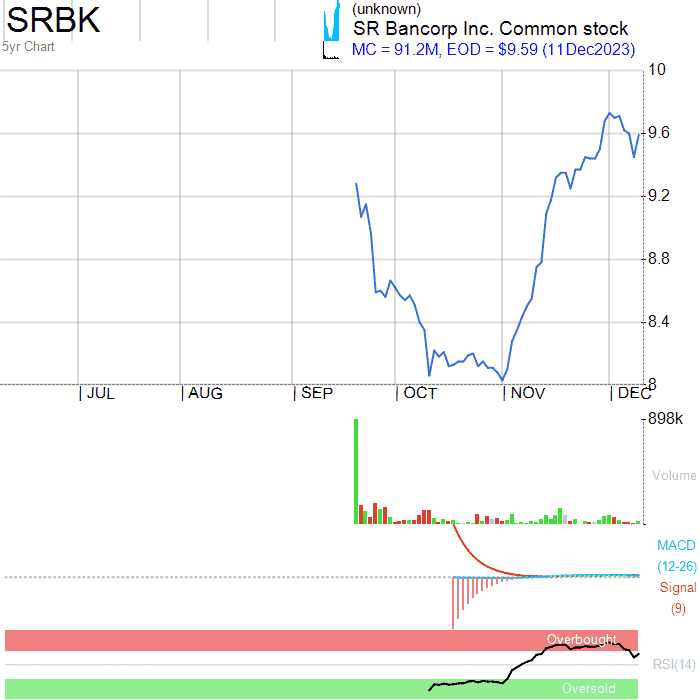 SRBK
5yr Chart
(unknown)
SR Bancorp Inc. Common stock
MC = 91.2M, EOD = $9.59 (11Dec2023)
10
9.6
9.2
8.8
8.4
8
JUL AUG SEP OCT NOV DEC
898k
Volume
MACD
(12-26)
Signal
(9)
Overbought
RSI(14)
Oversold